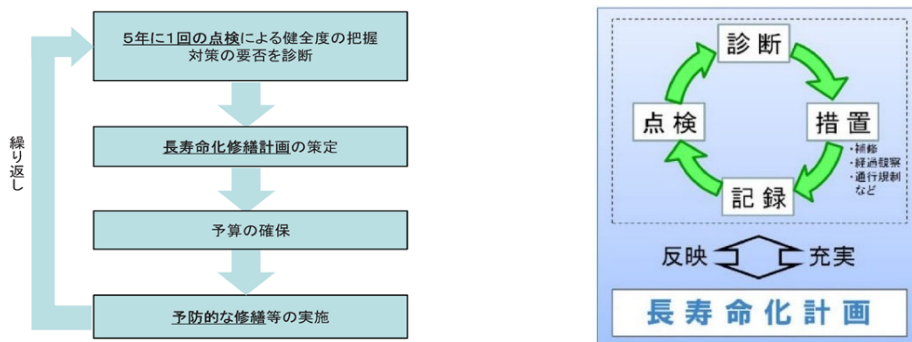 5年に1回の点検による健全度の把握
対策の要否を診断
長寿命化修繕計画の策定
予算の確保
予防的な修繕等の実施
繰り返し
診断
点検
措置
・補修
・経過観察
・通行規制
など
記録
反映
充実
長寿命化計画